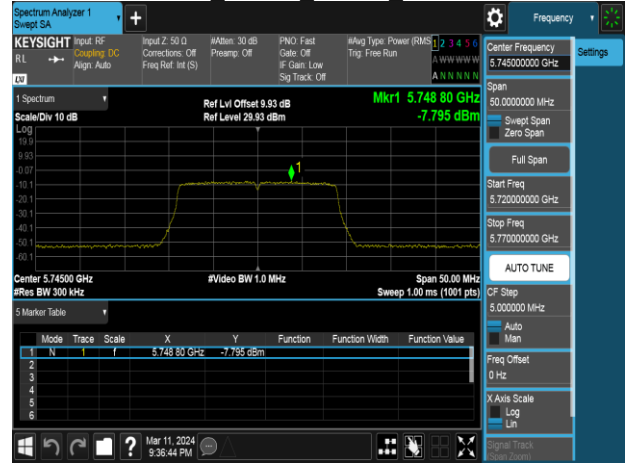 Spectrum Analyzer 1
Swept SA
Frequency
KEYSIGHT
Input: RF
Coupling: DC
Align: Auto
Input Z: 50 Ω
Corrections: Off
Freq Ref: Int (S)
#Atten: 30 dB
Preamp: Off
PNO: Fast
Gate: Off
IF Gain: Low
Sig Track: Off
#Avg Type: Power (RMS
Trig: Free Run
1 2 3 4 5 6
A W W W W W
A N N N N N
R L
LXI
Center Frequency
5.745000000 GHz
Settings
Span
50.0000000 MHz
Swept Span
Zero Span
Full Span
Start Freq
5.720000000 GHz
Stop Freq
5.770000000 GHz
AUTO TUNE
CF Step
5.000000 MHz
Auto
Man
Freq Offset
0 Hz
X Axis Scale
Log
Lin
Signal Track
(Span Zoom)
1 Spectrum
Scale/Div 10 dB
Ref Lvl Offset 9.93 dB
Ref Level 29.93 dBm
Mkr1 5.748 80 GHz
-7.795 dBm
Log
19.9
9.93
-0.07
-10.1
-20.1
-30.1
-40.1
-50.1
-60.1
1
Center 5.74500 GHz
#Res BW 300 kHz
#Video BW 1.0 MHz
Span 50.00 MHz
Sweep 1.00 ms (1001 pts)
5 Marker Table
Mode Trace Scale X Y Function Function Width Function Value
1 N 1 f 5.748 80 GHz -7.795 dBm
2
3
4
5
6
Mar 11, 2024
9:36:44 PM